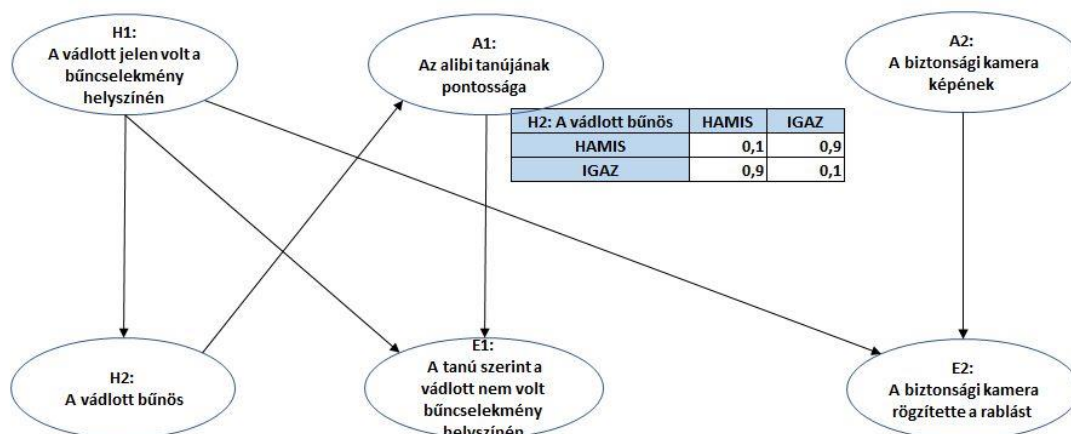 H1:
A vádlott jelen volt a
bűncselekmény
helyszínén
A1:
Az alibi tanújának
pontossága
A2:
A biztonsági kamera
képének
H2: A vádlott bűnös HAMIS IGAZ
HAMIS 0,1 0,9
IGAZ 0,9 0,1
H2:
A vádlott bűnös
E1:
A tanú szerint a
vádlott nem volt
bűncselekmény
helyszínén
E2:
A biztonsági kamera
rögzítette a rablást